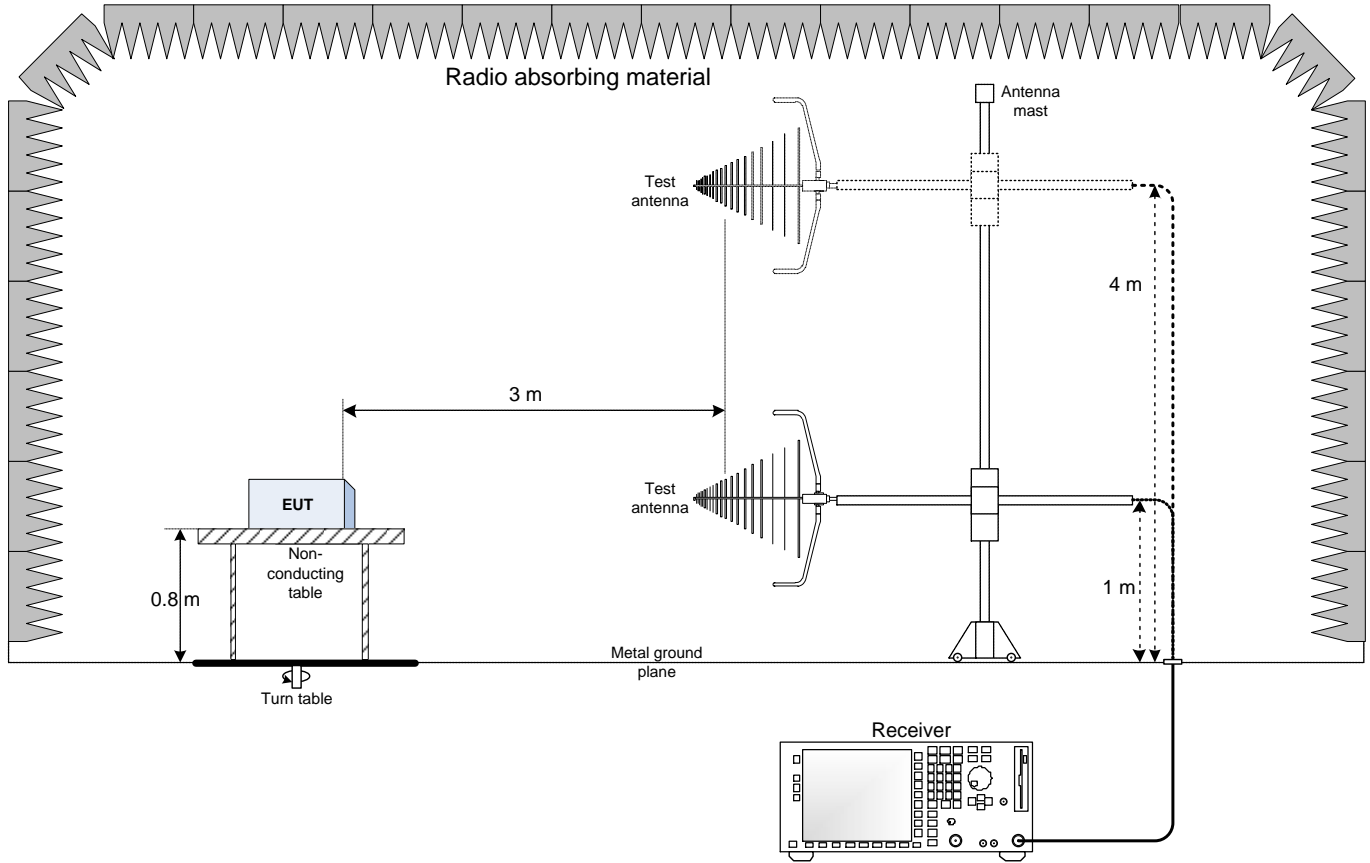 Radio absorbing material
Antenna
mast
Test
antenna
4 m
3 m
Test
antenna
EUT
Non-
conducting
table
0.8 m
1 m
Metal ground
plane
Turn table
Receiver